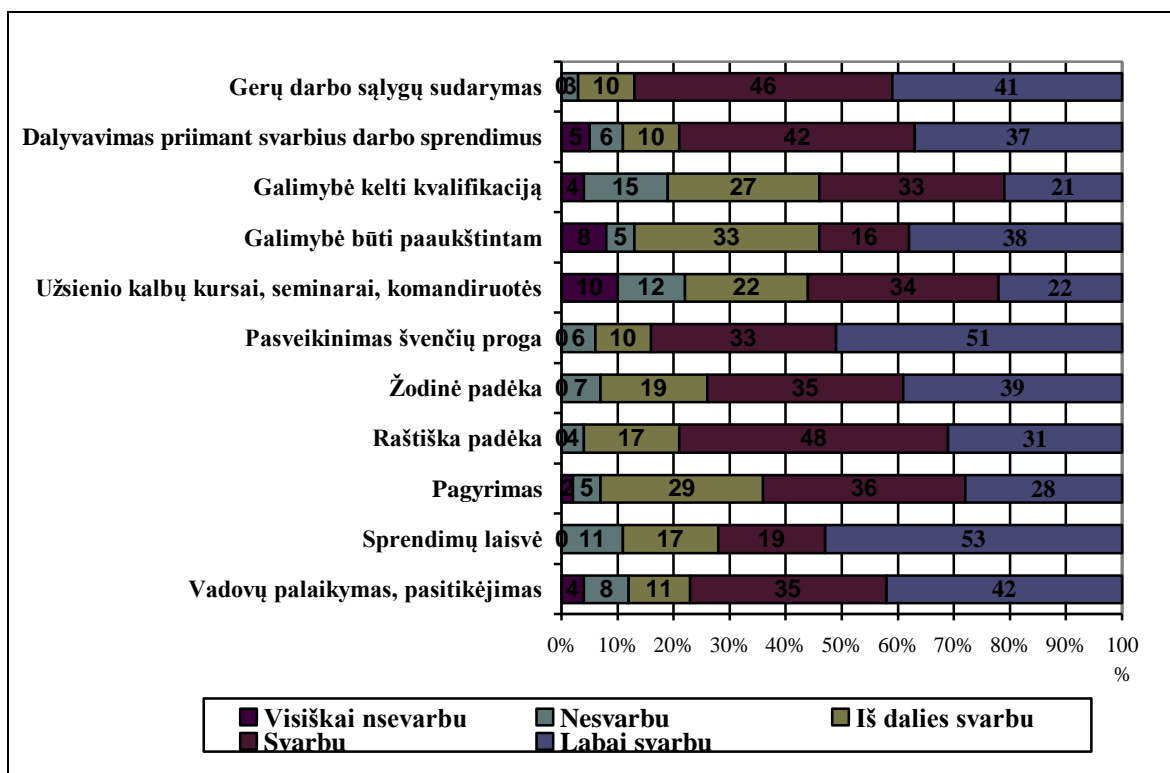 Gerų darbo sąlygų sudarymas 0 3 10 46 41
Dalyvavimas priimant svarbius darbo sprendimus 5 6 10 42 37
Galimybė kelti kvalifikaciją 4 15 27 33 21
Galimybė būti paaukštintam 8 5 33 16 38
Užsienio kalbų kursai, seminarai, komandiruotės 10 12 22 34 22
Pasveikinimas švenčių proga 0 6 10 33 51
Žodinė padėka 0 7 19 35 39
Raštiška padėka 0 4 17 48 31
Pagyrimas 2 5 29 36 28
Sprendimų laisvė 0 11 17 19 53
Vadovų palaikymas, pasitikėjimas 4 8 11 35 42
0% 10% 20% 30% 40% 50% 60% 70% 80% 90% 100
%
Visiškai nsevarbu Nesvarbu Iš dalies svarbu
Svarbu Labai svarbu